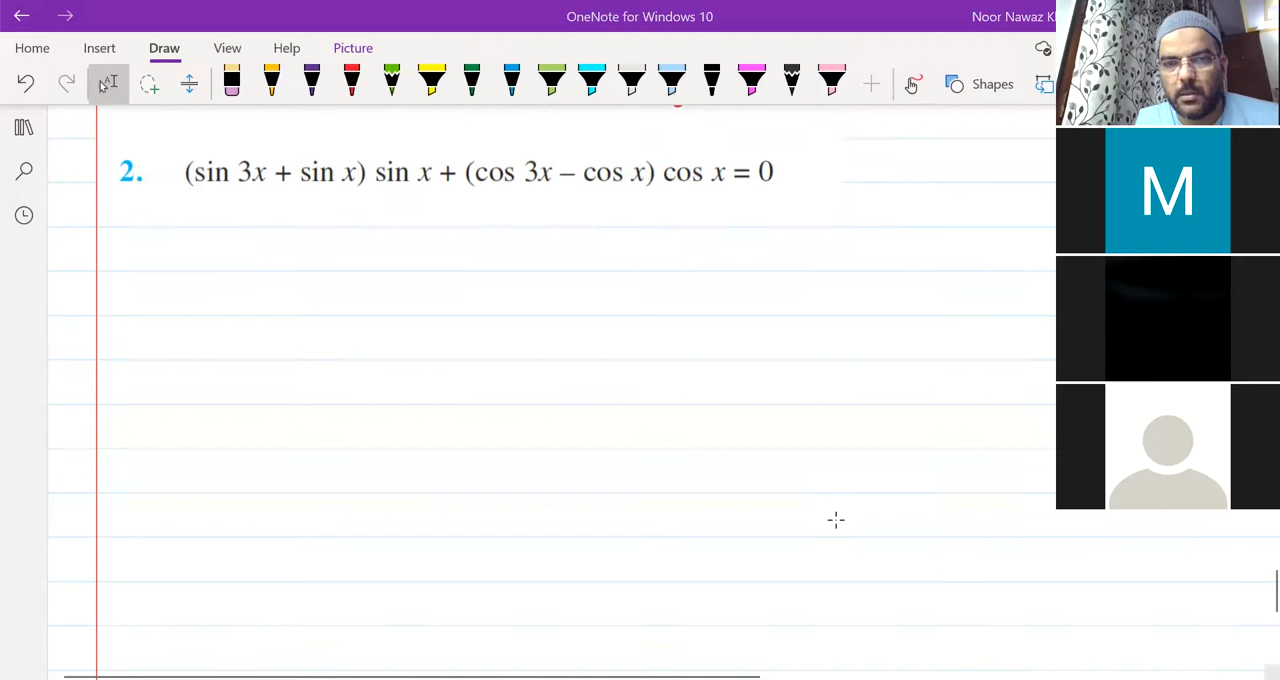 OneNote for Windows 10
Noor Nawaz Kh
Home Insert Draw View Help Picture
Shapes
2. (sin 3x + sin x) sin x + (cos 3x – cos x) cos x = 0
M